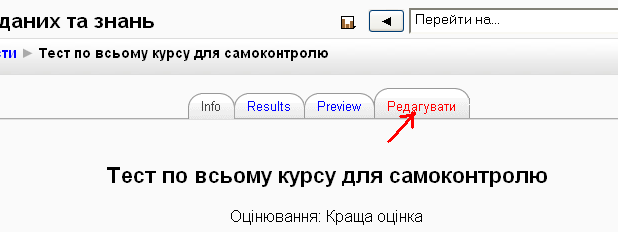 даних та знань
Перейти на...
сти ► Тест по всьому курсу для самоконтролю
Info Results Preview Редагувати
Тест по всьому курсу для самоконтролю
Оцінювання: Краща оцінка